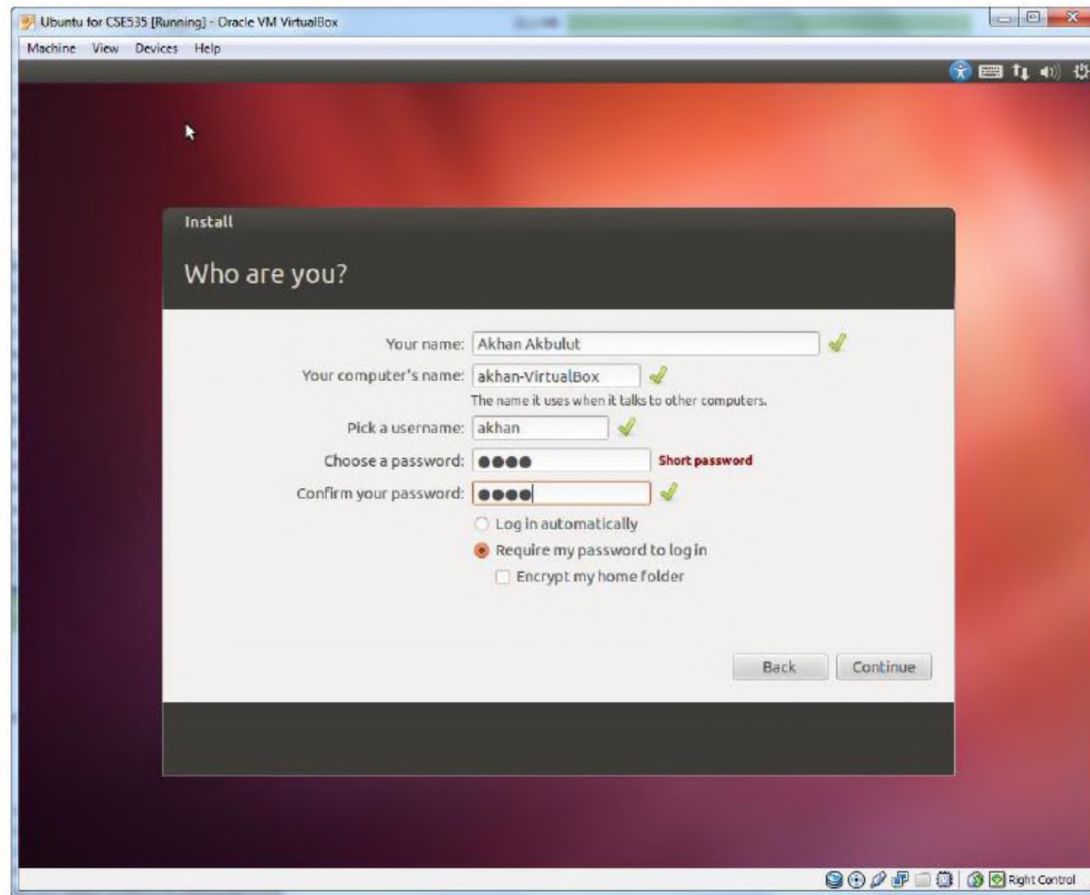 Ubuntu for CSE535 [Running] - Oracle VM VirtualBox
Machine View Devices Help
Install
Who are you?
Your name: Akhan Akbulut
Your computer's name: akhan-VirtualBox
The name it uses when it talks to other computers.
Pick a username: akhan
Choose a password: ●●●● Short password
Confirm your password: ●●●●
Log in automatically
Require my password to log in
Encrypt my home folder
Back Continue
Right Control